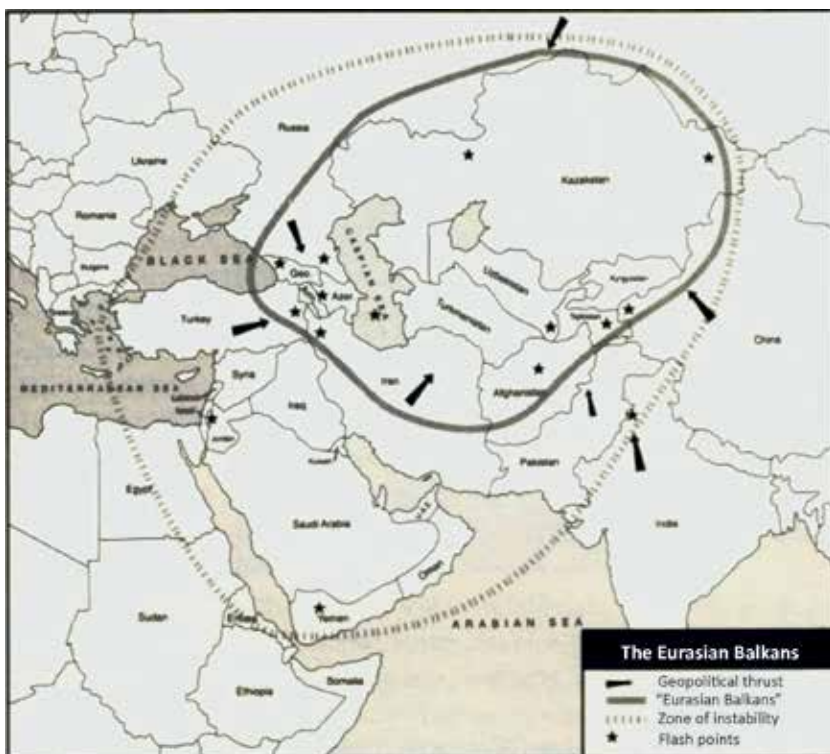 Russia
Ukraine
Kazakstan
Romania
Bulgaria
BLACK SEA
CASPIAN SEA
Geo.
Azer.
Uzbekistan
Kyrgyzstan
Turkmenistan
Tajikistan
Turkey
China
MEDITERRANEAN SEA
Syria
Lebanon
Israel
Iraq
Iran
Afghanistan
Jordan
Kuwait
Pakistan
Egypt
Saudi Arabia
U.A.E.
India
Oman
Sudan
Eritrea
Yemen
ARABIAN SEA
Ethiopia
Somalia
The Eurasian Balkans
Geopolitical thrust
"Eurasian Balkans"
Zone of instability
Flash points